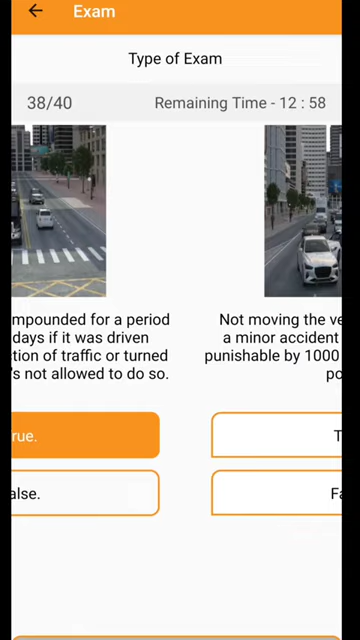 Exam
Type of Exam
38/40
Remaining Time - 12 : 58
mpounded for a period
days if it was driven
ction of traffic or turned
's not allowed to do so.
rue.
alse.
Not moving the ve
a minor accident
punishable by 1000
po
T
Fa